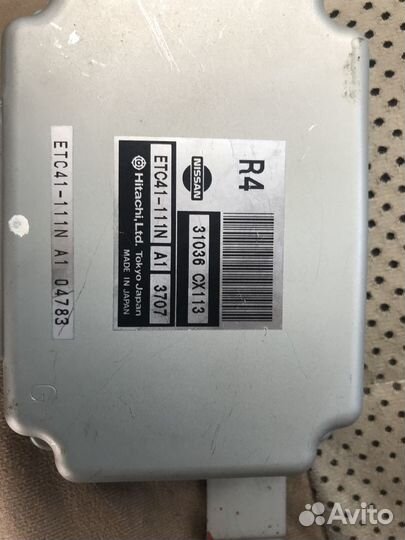 R4
NISSAN
31036 CX113
ETC41-111N A1 3707
Hitachi, Ltd. Tokyo Japan
MADE IN JAPAN
ETC41-111N A1 04783
G
Avito